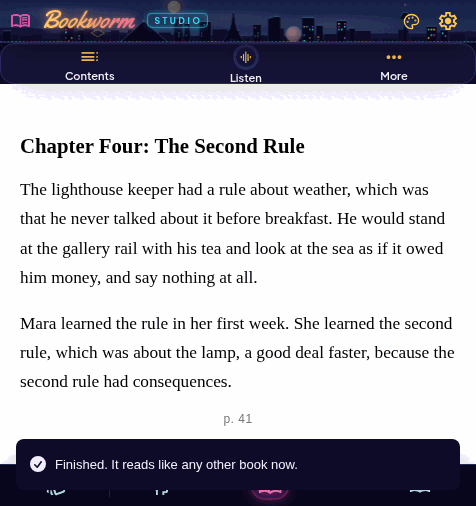 Bookworm
STUDIO
Contents
Listen
More
Chapter Four: The Second Rule
The lighthouse keeper had a rule about weather, which was
that he never talked about it before breakfast. He would stand
at the gallery rail with his tea and look at the sea as if it owed
him money, and say nothing at all.
Mara learned the rule in her first week. She learned the second
rule, which was about the lamp, a good deal faster, because the
second rule had consequences.
p. 41
Finished. It reads like any other book now.